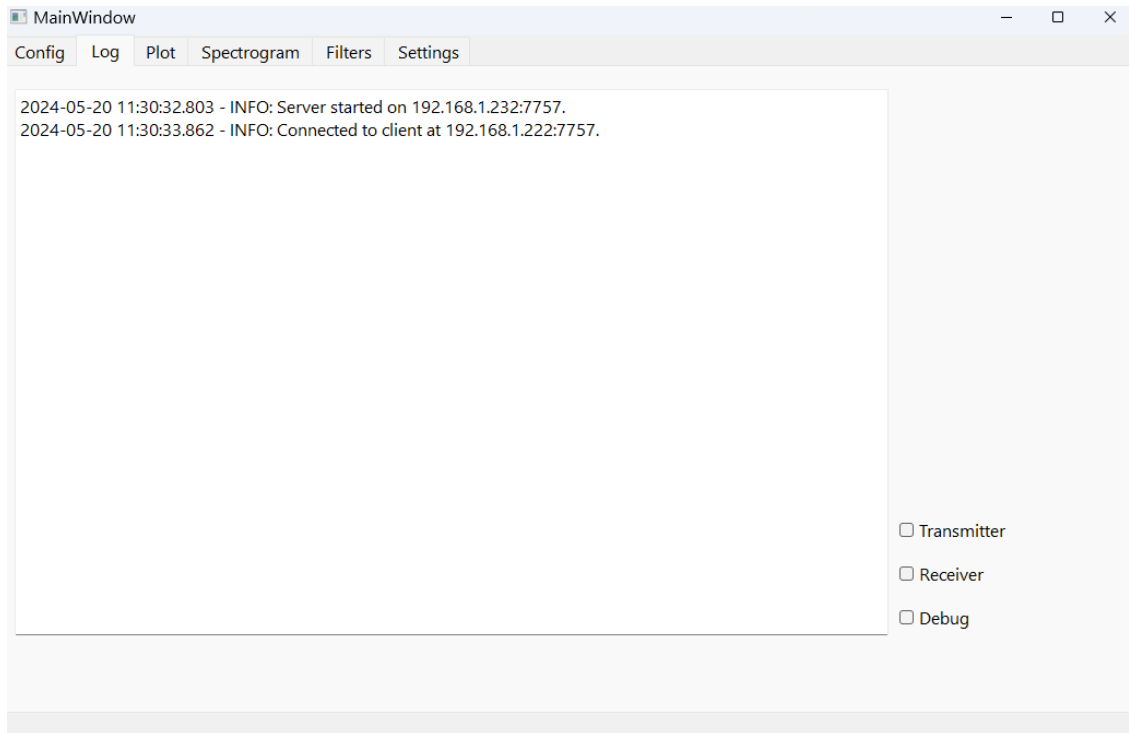 MainWindow
Config Log Plot Spectrogram Filters Settings
2024-05-20 11:30:32.803 - INFO: Server started on 192.168.1.232:7757.
2024-05-20 11:30:33.862 - INFO: Connected to client at 192.168.1.222:7757.
Transmitter
Receiver
Debug